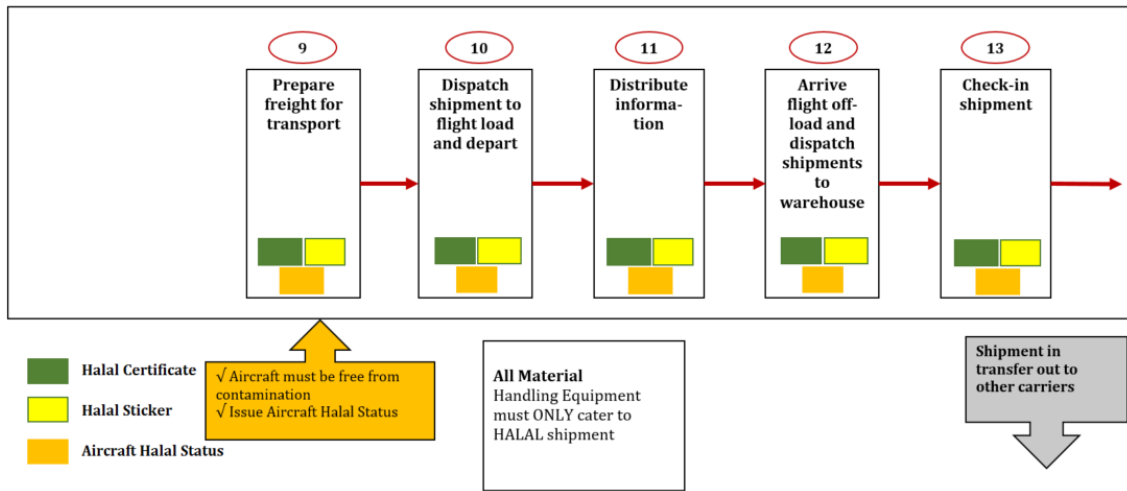 9
Prepare
freight for
transport
10
Dispatch
shipment to
flight load
and depart
11
Distribute
informa-
tion
12
Arrive
flight off-
load and
dispatch
shipments
to
warehouse
13
Check-in
shipment
Halal Certificate
Halal Sticker
Aircraft Halal Status
√ Aircraft must be free from
contamination
√ Issue Aircraft Halal Status
All Material
Handling Equipment
must ONLY cater to
HALAL shipment
Shipment in
transfer out to
other carriers